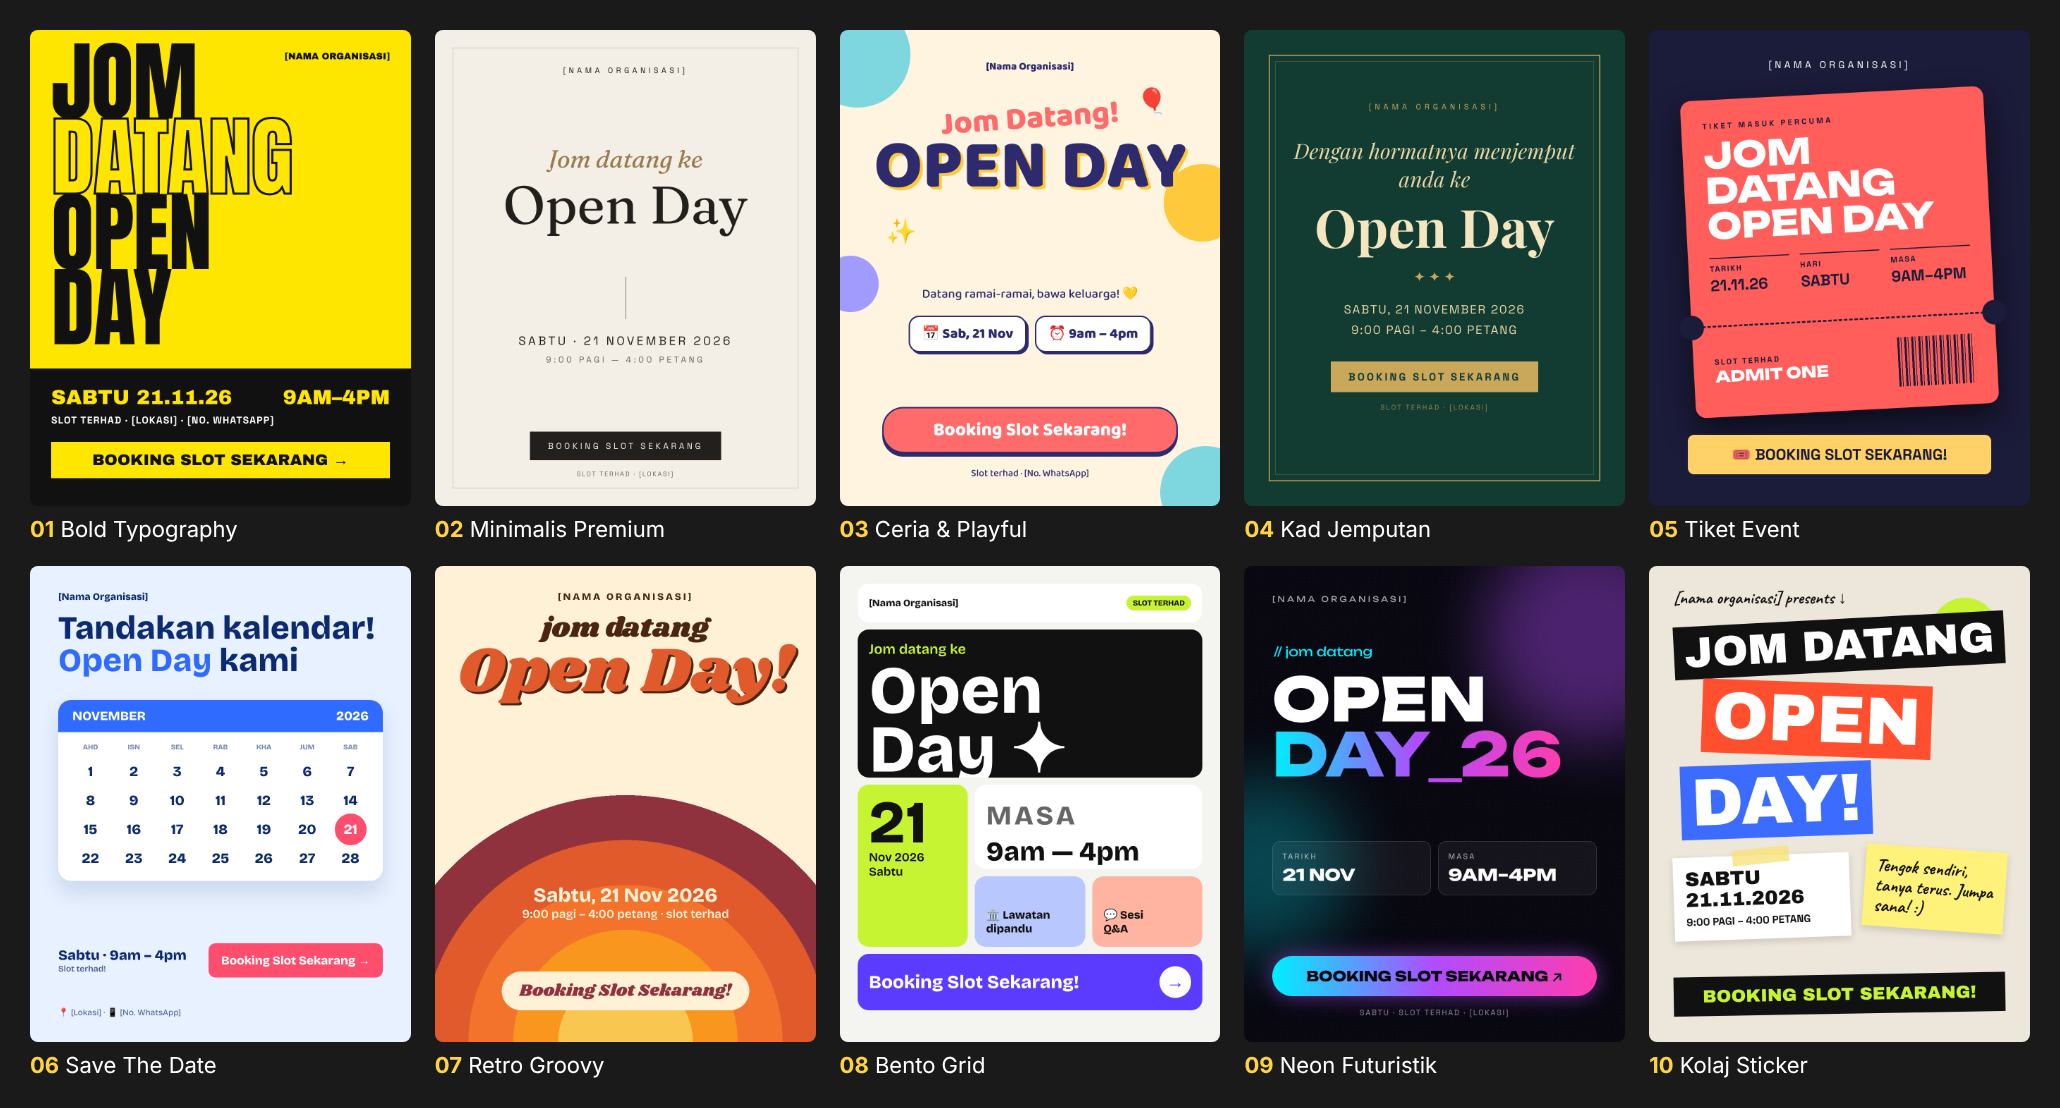 JOM
[NAMA ORGANISASI]
DATANG
OPEN
DAY
SABTU 21.11.26 9AM–4PM
SLOT TERHAD · [LOKASI] · [NO. WHATSAPP]
BOOKING SLOT SEKARANG →
01 Bold Typography
[NAMA ORGANISASI]
Jom datang ke
Open Day
SABTU · 21 NOVEMBER 2026
9:00 PAGI — 4:00 PETANG
BOOKING SLOT SEKARANG
SLOT TERHAD · [LOKASI]
02 Minimalis Premium
[Nama Organisasi]
Jom Datang! 🎈
OPEN DAY
✨
Datang ramai-ramai, bawa keluarga! 💛
📅 Sab, 21 Nov ⏰ 9am – 4pm
Booking Slot Sekarang!
Slot terhad · [No. WhatsApp]
03 Ceria & Playful
[NAMA ORGANISASI]
Dengan hormatnya menjemput
anda ke
Open Day
✦ ✦ ✦
SABTU, 21 NOVEMBER 2026
9:00 PAGI – 4:00 PETANG
BOOKING SLOT SEKARANG
SLOT TERHAD · [LOKASI]
04 Kad Jemputan
[NAMA ORGANISASI]
TIKET MASUK PERCUMA
JOM
DATANG
OPEN DAY
TARIKH HARI MASA
21.11.26 SABTU 9AM–4PM
SLOT TERHAD
ADMIT ONE
🎟️ BOOKING SLOT SEKARANG!
05 Tiket Event
[Nama Organisasi]
Tandakan kalendar!
Open Day kami
NOVEMBER 2026
AHD ISN SEL RAB KHA JUM SAB
1 2 3 4 5 6 7
8 9 10 11 12 13 14
15 16 17 18 19 20 21
22 23 24 25 26 27 28
Sabtu · 9am – 4pm
Slot terhad!
Booking Slot Sekarang →
📍 [Lokasi] · 📱 [No. WhatsApp]
06 Save The Date
[NAMA ORGANISASI]
jom datang
Open Day!
Sabtu, 21 Nov 2026
9:00 pagi – 4:00 petang · slot terhad
Booking Slot Sekarang!
07 Retro Groovy
[Nama Organisasi] SLOT TERHAD
Jom datang ke
Open
Day ✦
21
Nov 2026
Sabtu
MASA
9am — 4pm
🏛️ Lawatan
dipandu
💬 Sesi
Q&A
Booking Slot Sekarang! →
08 Bento Grid
[NAMA ORGANISASI]
// jom datang
OPEN
DAY_26
TARIKH
21 NOV
MASA
9AM–4PM
BOOKING SLOT SEKARANG ↗
SABTU · SLOT TERHAD · [LOKASI]
09 Neon Futuristik
[nama organisasi] presents ↓
JOM DATANG
OPEN
DAY!
SABTU
21.11.2026
9:00 PAGI – 4:00 PETANG
Tengok sendiri,
tanya terus. Jumpa
sana! :)
BOOKING SLOT SEKARANG!
10 Kolaj Sticker